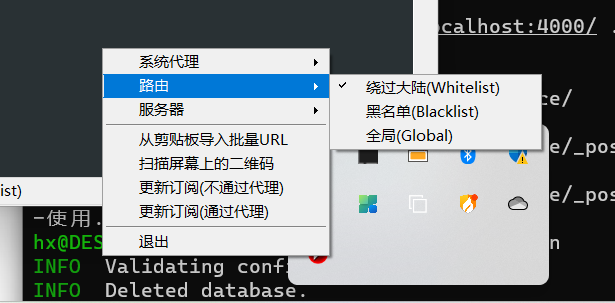 localhost:4000/ .
系统代理
路由
服务器
从剪贴板导入批量URL
扫描屏幕上的二维码
更新订阅(不通过代理)
更新订阅(通过代理)
退出
绕过大陆(Whitelist)
黑名单(Blacklist)
全局(Global)
ce/
e/_pos
e/_pos
ist)
-使用.
hx@DES
n
INFO Validating confi
INFO Deleted database.